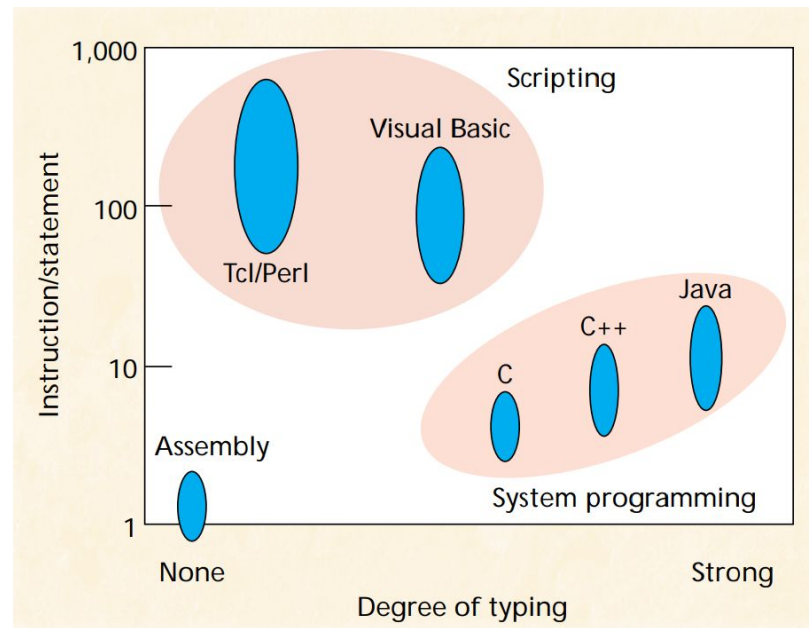 1,000
Scripting
Visual Basic
100
Tcl/Perl
Java
C++
10
C
Assembly
System programming
1
None
Strong
Degree of typing
Instruction/statement